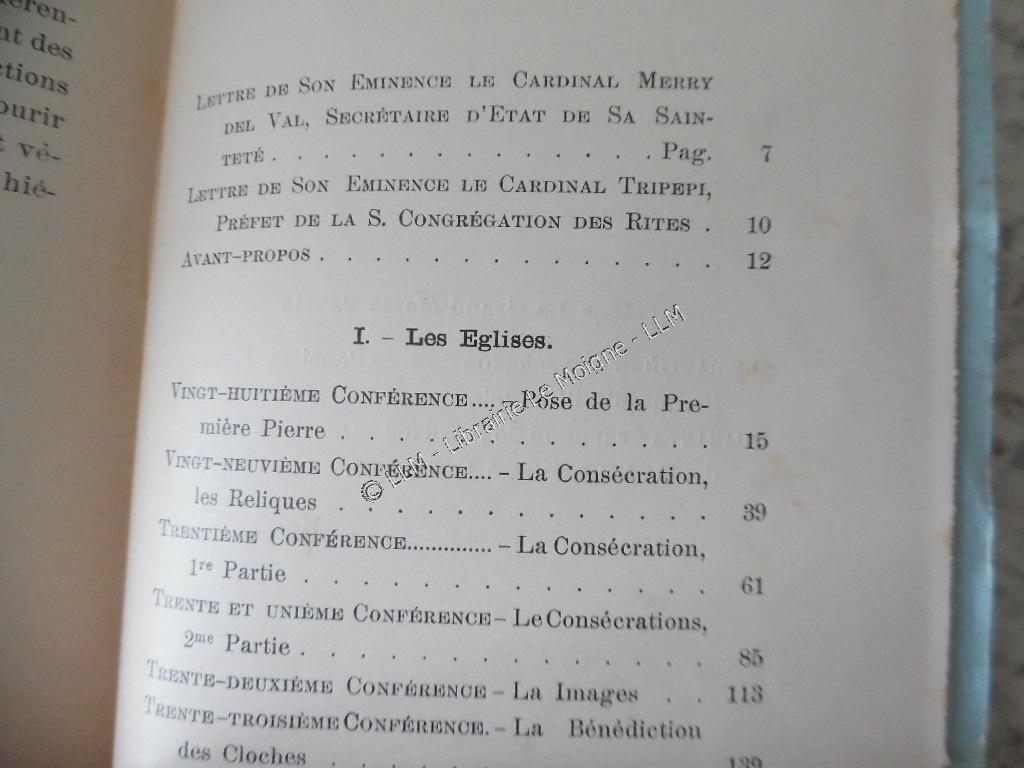 nt des
ctions
ourir
t vé-
hié-
LETTRE DE SON EMINENCE LE CARDINAL MERRY
DEL VAL, SECRÉTAIRE D'ETAT DE SA SAIN-
TETÉ . . . . . . . . . . . . . . Pag. 7
LETTRE DE SON EMINENCE LE CARDINAL TRIPEPI,
PRÉFET DE LA S. CONGRÉGATION DES RITES . 10
AVANT-PROPOS . . . . . . . . . . . . . . 12
I. - Les Eglises.
VINGT-HUITIÈME CONFÉRENCE.... - Pose de la Pre-
mière Pierre . . . . . . . . . . . . . 15
VINGT-NEUVIÈME CONFÉRENCE.... - La Consécration,
les Reliques . . . . . . . . . . . . . 39
TRENTIÉME CONFÉRENCE.............. - La Consécration,
1re Partie . . . . . . . . . . . . . . 61
TRENTE ET UNIÈME CONFÉRENCE - Le Consécrations,
2me Partie . . . . . . . . . . . . . . 85
TRENTE-DEUXIÈME CONFÉRENCE - La Images . . 113
TRENTE-TROISIÈME CONFÉRENCE. - La Bénédiction
des Cloches . . . . . . . . . . . . . 139
© LLM - Librairie Le Moigne - LLM